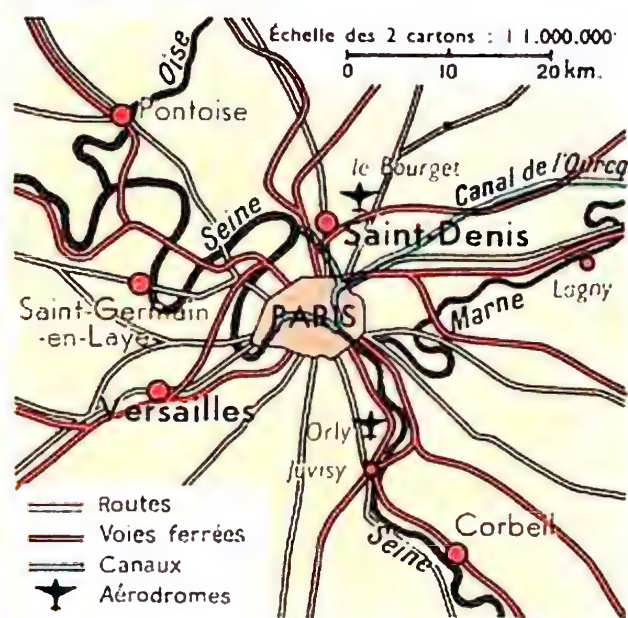 Échelle des 2 cartons : 1 1.000.000
0 10 20 km.
Oise
Pontoise
le Bourget
Canal de l'Ourcq
Seine
Saint-Denis
Saint-Germain
-en-Laye
PARIS
Marne
Lagny
Versailles
Orly
Juvisy
Corbeil
Seine
Routes
Voies ferrées
Canaux
Aérodromes